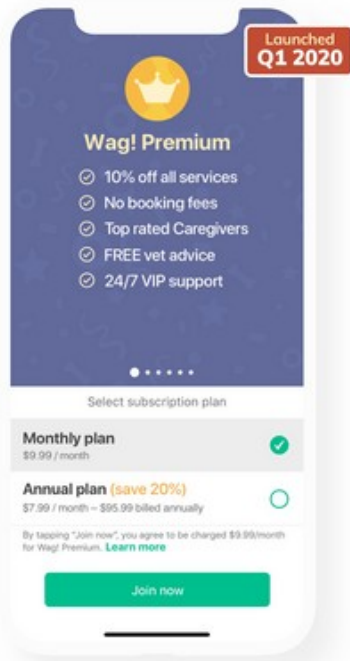 Launched
Q1 2020
Wag! Premium
10% off all services
No booking fees
Top rated Caregivers
FREE vet advice
24/7 VIP support
Select subscription plan
Monthly plan
$9.99 / month
Annual plan (save 20%)
$7.99 / month – $95.99 billed annually
By tapping "Join now", you agree to be charged $9.99/month
for Wag! Premium. Learn more
Join now